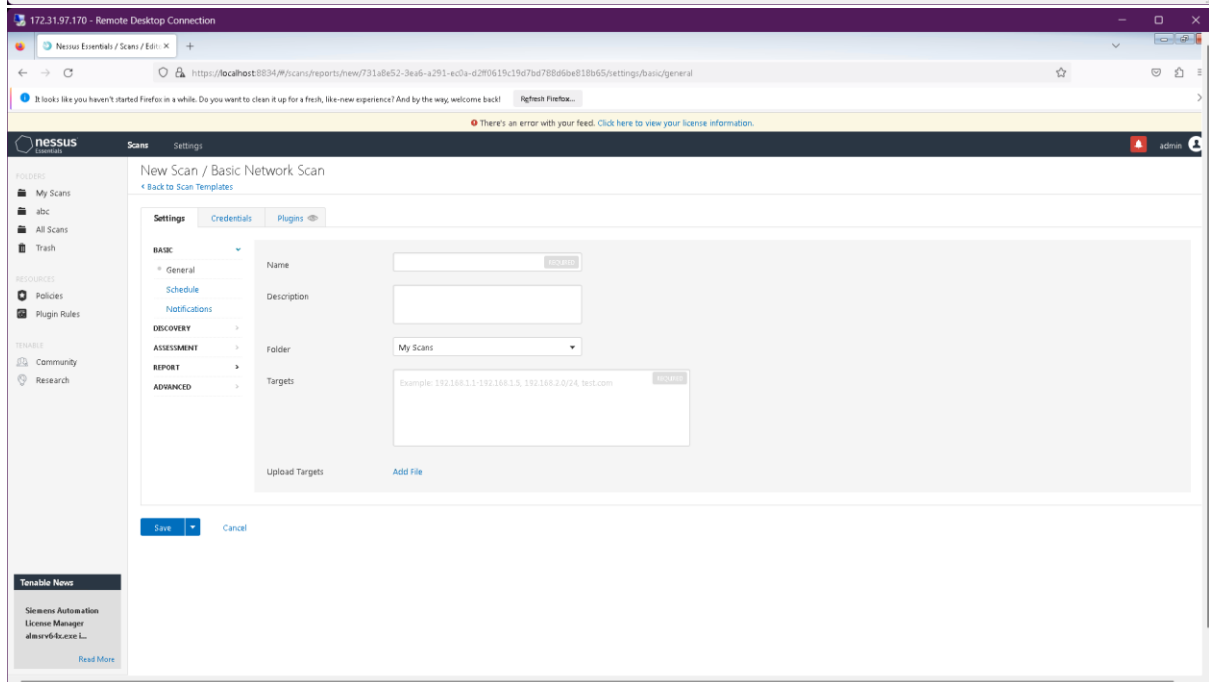 172.31.97.170 - Remote Desktop Connection
Nessus Essentials / Scans / Edit
https://localhost:8834/#/scans/reports/new/731a8e52-3ea6-a291-ec0a-d2ff0619c19d7bd788d6be818b65/settings/basic/general
It looks like you haven't started Firefox in a while. Do you want to clean it up for a fresh, like-new experience? And by the way, welcome back! Refresh Firefox...
There's an error with your feed. Click here to view your license information.
nessus Essentials
Scans Settings
admin
FOLDERS
My Scans
abc
All Scans
Trash
RESOURCES
Policies
Plugin Rules
TENABLE
Community
Research
New Scan / Basic Network Scan
< Back to Scan Templates
Settings Credentials Plugins
BASIC
General
Schedule
Notifications
DISCOVERY
ASSESSMENT
REPORT
ADVANCED
Name REQUIRED
Description
Folder My Scans
Targets Example: 192.168.1.1-192.168.1.5, 192.168.2.0/24, test.com REQUIRED
Upload Targets Add File
Save Cancel
Tenable News
Siemens Automation
License Manager
almsrv64x.exe i...
Read More